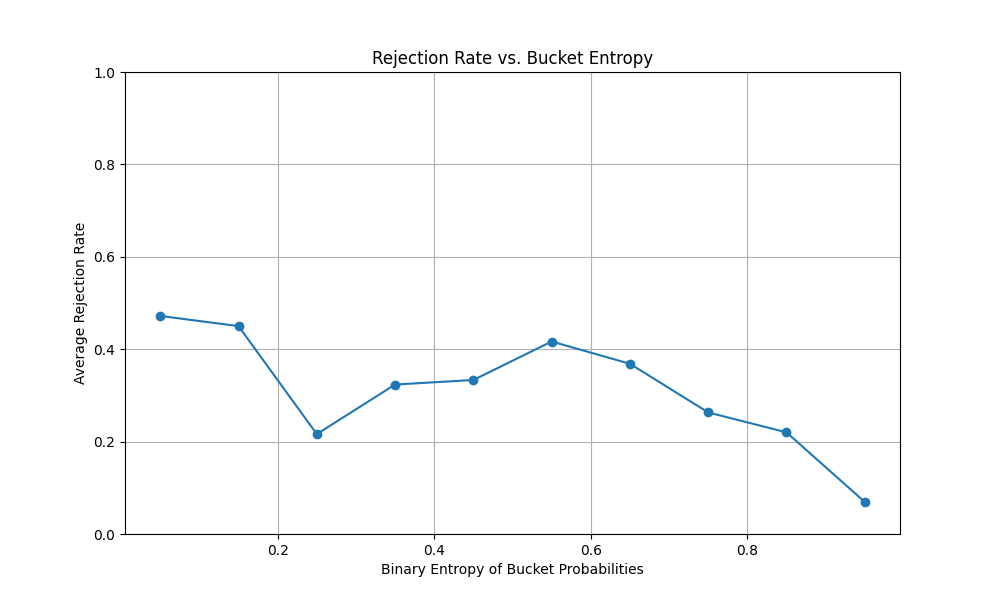 Rejection Rate vs. Bucket Entropy
1.0
0.8
0.6
0.4
0.2
0.0
Average Rejection Rate
0.2 0.4 0.6 0.8
Binary Entropy of Bucket Probabilities